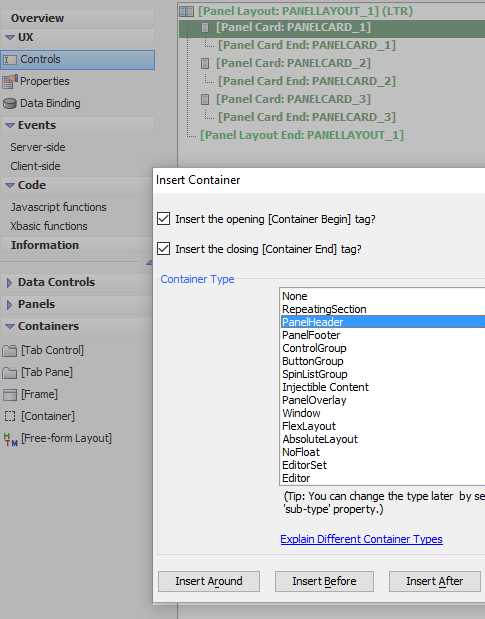 Overview
UX
Controls
Properties
Data Binding
Events
Server-side
Client-side
Code
Javascript functions
Xbasic functions
Information
Data Controls
Panels
Containers
[Tab Control]
[Tab Pane]
[Frame]
[Container]
[Free-form Layout]
[Panel Layout: PANELLAYOUT_1] (LTR)
[Panel Card: PANELCARD_1]
[Panel Card End: PANELCARD_1]
[Panel Card: PANELCARD_2]
[Panel Card End: PANELCARD_2]
[Panel Card: PANELCARD_3]
[Panel Card End: PANELCARD_3]
[Panel Layout End: PANELLAYOUT_1]
Insert Container
Insert the opening [Container Begin] tag?
Insert the closing [Container End] tag?
Container Type
None
RepeatingSection
PanelHeader
PanelFooter
ControlGroup
ButtonGroup
SpinListGroup
Injectible Content
PanelOverlay
Window
FlexLayout
AbsoluteLayout
NoFloat
EditorSet
Editor
(Tip: You can change the type later by se
'sub-type' property.)
Explain Different Container Types
Insert Around
Insert Before
Insert After